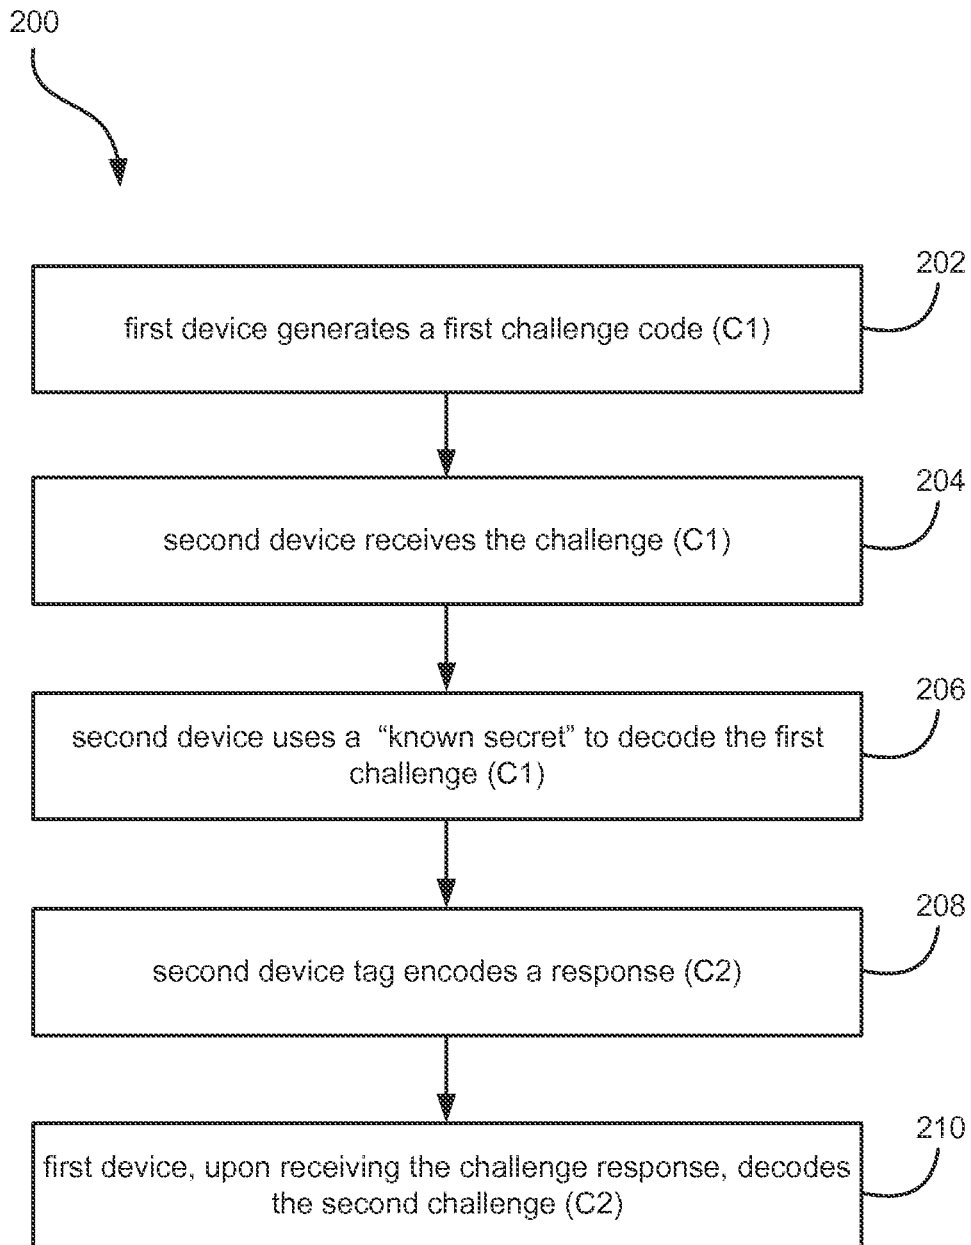 200
202
first device generates a first challenge code (C1)
204
second device receives the challenge (C1)
206
second device uses a “known secret” to decode the first
challenge (C1)
208
second device tag encodes a response (C2)
210
first device, upon receiving the challenge response, decodes
the second challenge (C2)